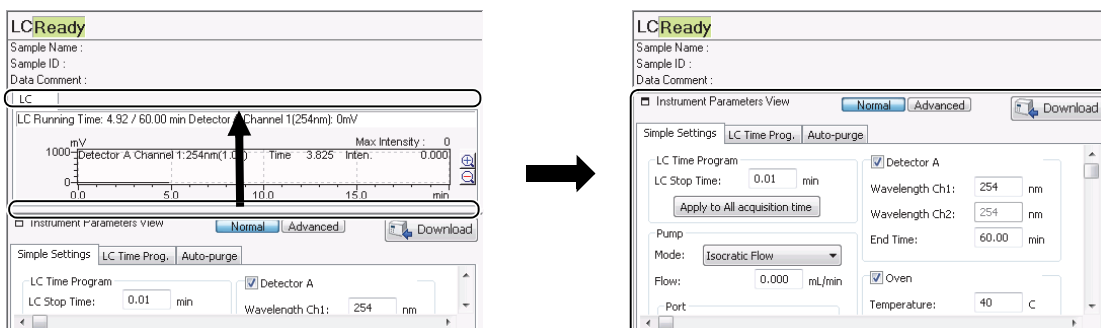 LC Ready
Sample Name :
Sample ID :
Data Comment :
LC
LC Running Time: 4.92 / 60.00 min Detector Channel 1(254nm): 0mV
mV
Max Intensity : 0
1000
Detector A Channel 1:254nm(1.0 Time 3.825 Inten. 0.000
0
0.0 5.0 10.0 15.0 min
Instrument Parameters View Normal Advanced Download
Simple Settings LC Time Prog. Auto-purge
LC Time Program
LC Stop Time: 0.01 min
Detector A
Wavelength Ch1: 254 nm
LC Ready
Sample Name :
Sample ID :
Data Comment :
Instrument Parameters View Normal Advanced Download
Simple Settings LC Time Prog. Auto-purge
LC Time Program
LC Stop Time: 0.01 min
Apply to All acquisition time
Pump
Mode: Isocratic Flow
Flow: 0.000 mL/min
Port
Detector A
Wavelength Ch1: 254 nm
Wavelength Ch2: 254 nm
End Time: 60.00 min
Oven
Temperature: 40 C